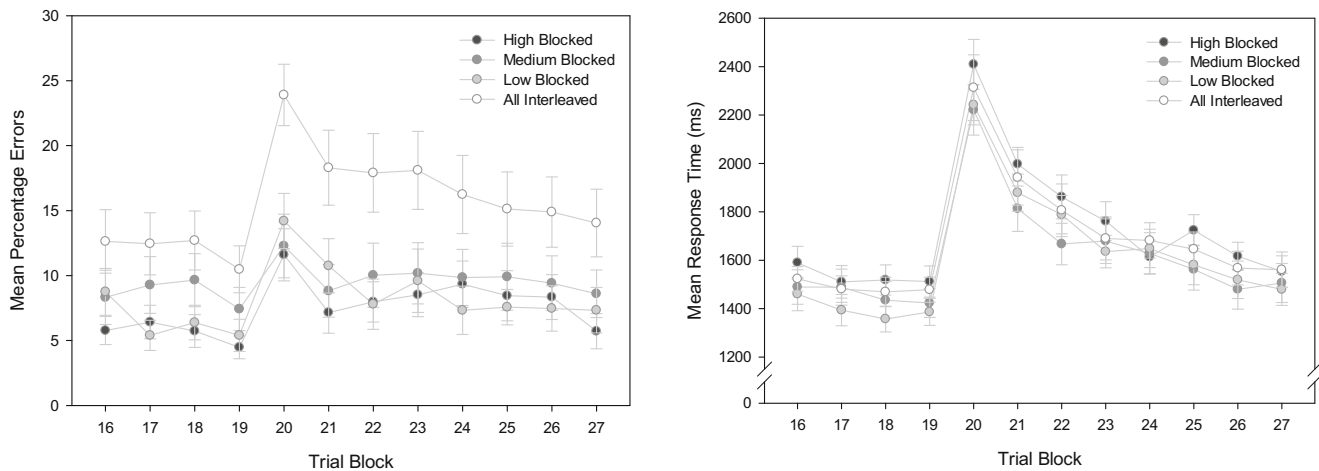 30
25
20
15
10
5
0
Mean Percentage Errors
High Blocked
Medium Blocked
Low Blocked
All Interleaved
16 17 18 19 20 21 22 23 24 25 26 27
Trial Block
2600
2400
2200
2000
1800
1600
1400
1200
0
Mean Response Time (ms)
High Blocked
Medium Blocked
Low Blocked
All Interleaved
16 17 18 19 20 21 22 23 24 25 26 27
Trial Block